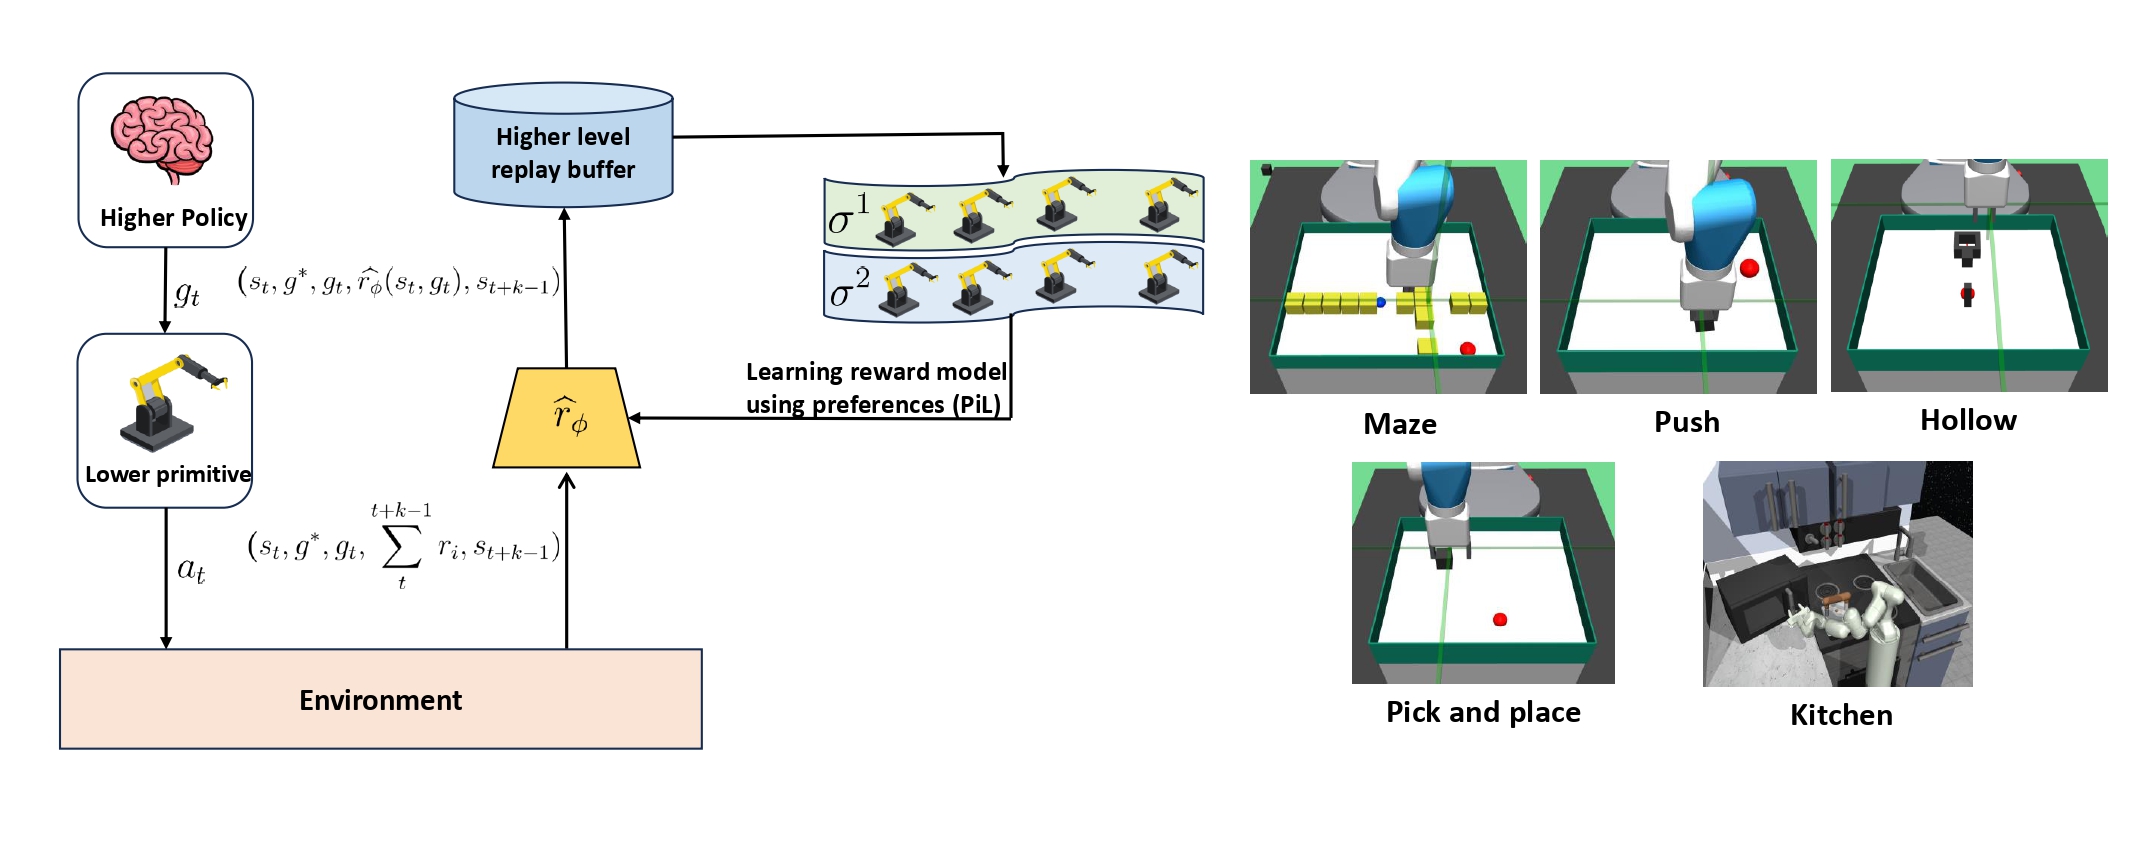 Higher Policy
g_t
Lower primitive
a_t
Environment
(s_t, g^*, g_t, \sum_{t}^{t+k-1} r_i, s_{t+k-1})
\widehat{r}_\phi
(s_t, g^*, g_t, \widehat{r_\phi}(s_t, g_t), s_{t+k-1})
Higher level
replay buffer
σ^1
σ^2
Learning reward model
using preferences (PiL)
Maze
Push
Hollow
Pick and place
Kitchen